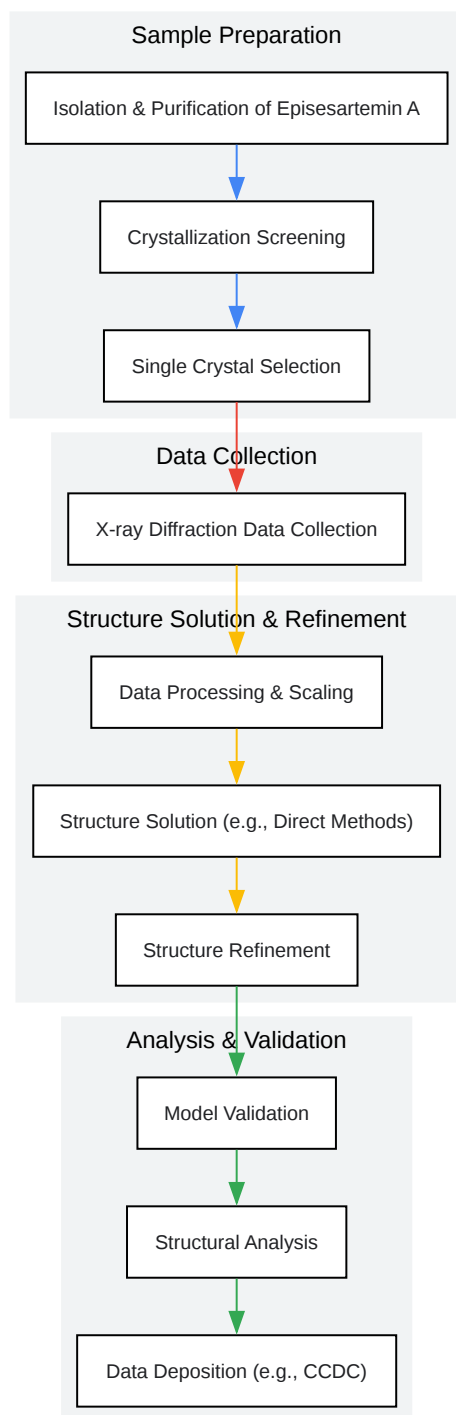 Sample Preparation
Isolation & Purification of Episesartemin A
Crystallization Screening
Single Crystal Selection
Data Collection
X-ray Diffraction Data Collection
Structure Solution & Refinement
Data Processing & Scaling
Structure Solution (e.g., Direct Methods)
Structure Refinement
Analysis & Validation
Model Validation
Structural Analysis
Data Deposition (e.g., CCDC)